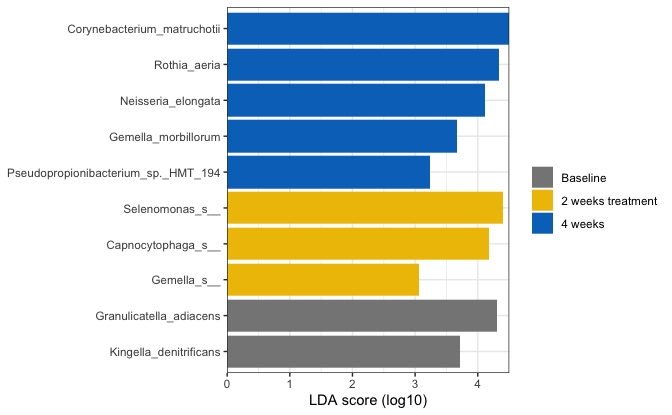 Corynebacterium_matruchotii
Rothia_aeria
Neisseria_elongata
Gemella_morbillorum
Pseudopropionibacterium_sp._HMT_194
Selenomonas_s__
Capnocytophaga_s__
Gemella_s__
Granulicatella_adiacens
Kingella_denitrificans
0 1 2 3 4
LDA score (log10)
Baseline
2 weeks treatment
4 weeks